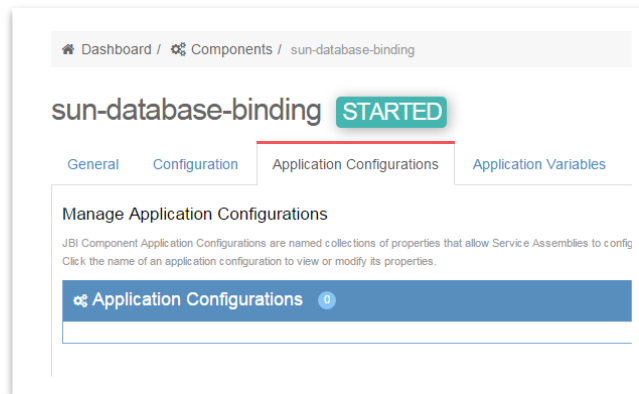 Dashboard / Components / sun-database-binding
sun-database-binding STARTED
General Configuration Application Configurations Application Variables
Manage Application Configurations
JBI Component Application Configurations are named collections of properties that allow Service Assemblies to config
Click the name of an application configuration to view or modify its properties.
Application Configurations 0